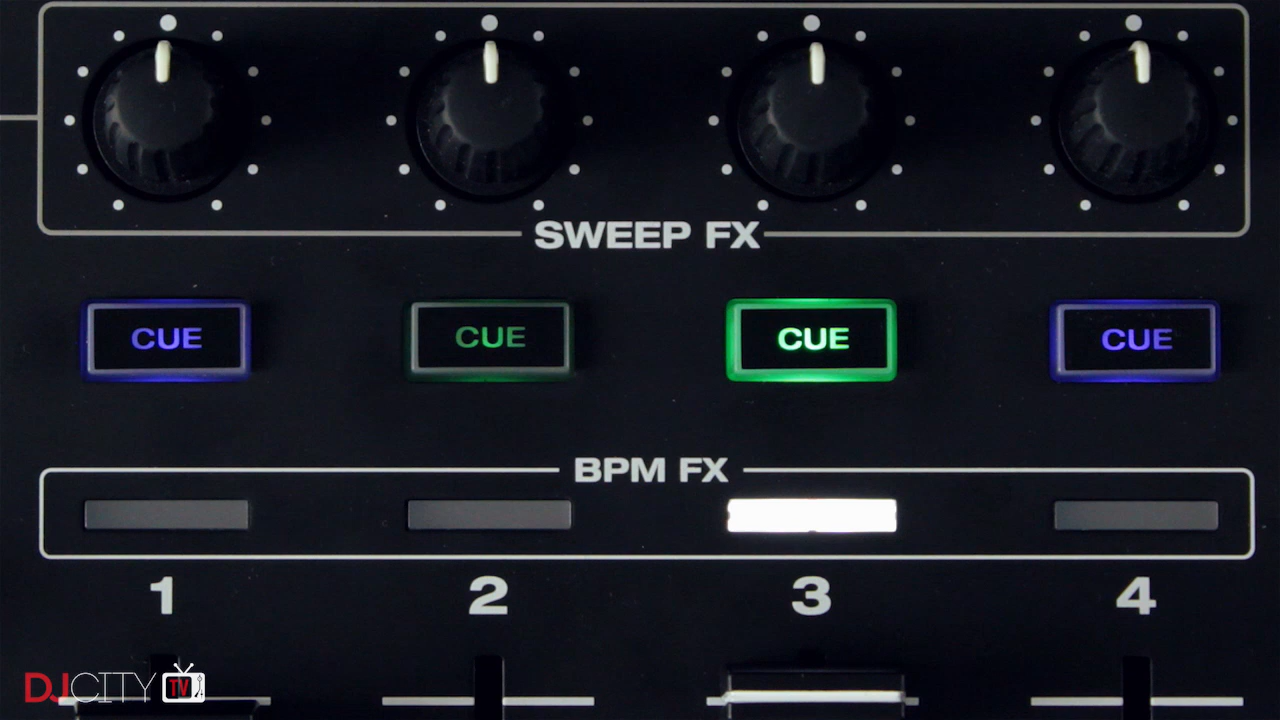 SWEEP FX
CUE CUE CUE CUE
BPM FX
1 2 3 4
DJCITY TV